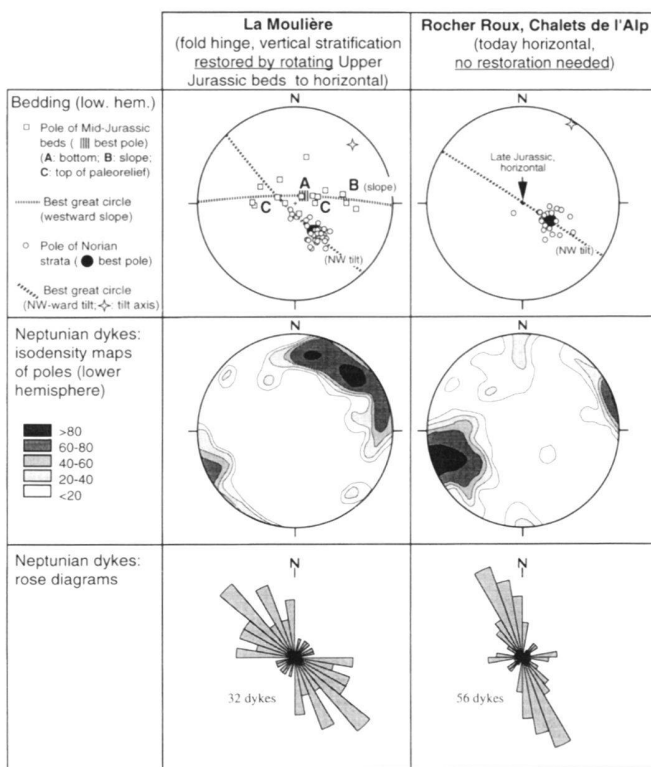 La Moulière
(fold hinge, vertical stratification
restored by rotating Upper
Jurassic beds to horizontal)
Rocher Roux, Chalets de l'Alp
(today horizontal,
no restoration needed)
Bedding (low. hem.)
Pole of Mid-Jurassic
beds ( best pole)
(A: bottom; B: slope;
C: top of paleorelief)
Best great circle
(westward slope)
Pole of Norian
strata ( best pole)
Best great circle
(NW-ward tilt; : tilt axis)
N
A
B (slope)
C
C
(NW tilt)
N
Late Jurassic,
horizontal
(NW tilt)
Neptunian dykes:
isodensity maps
of poles (lower
hemisphere)
>80
60-80
40-60
20-40
<20
N
N
Neptunian dykes:
rose diagrams
N
32 dykes
N
56 dykes